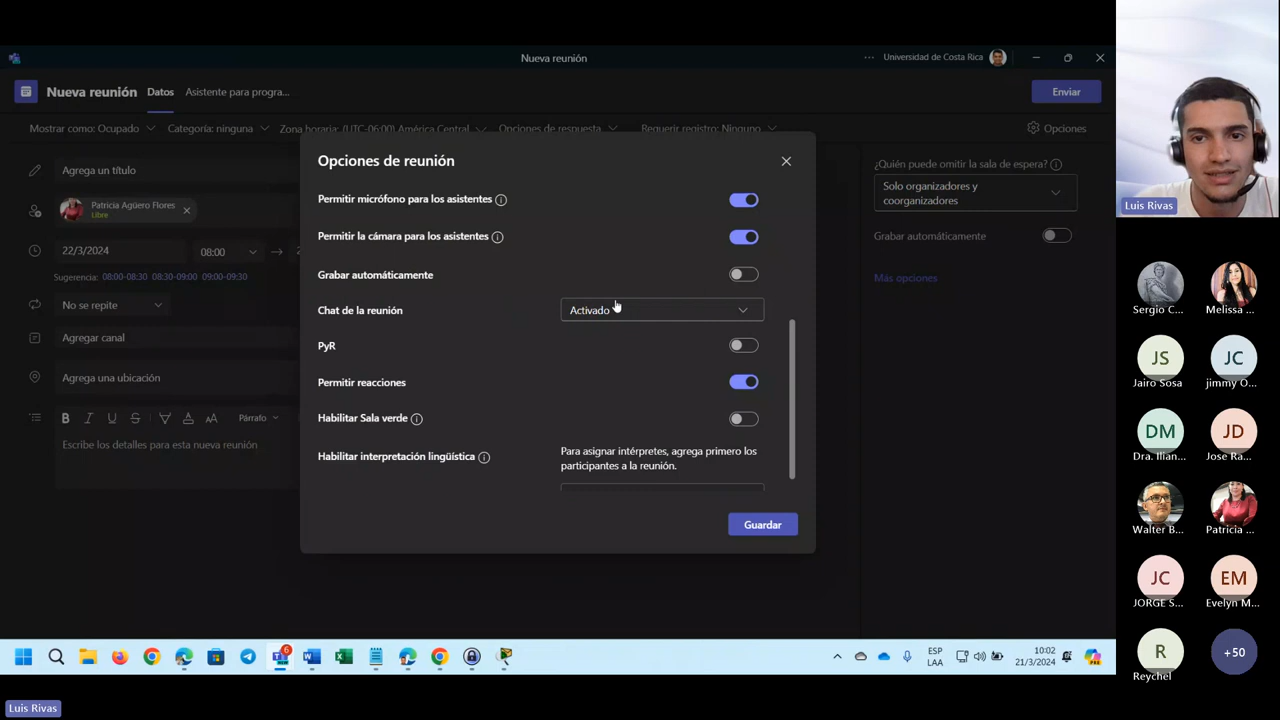 Nueva reunión
Universidad de Costa Rica
Nueva reunión
Datos
Asistente para progra...
Enviar
Mostrar como: Ocupado
Categoría: ninguna
Zona horaria: (UTC-06:00) América Central
Opciones de respuesta
Requerir registro: Ninguno
Opciones
Agrega un título
Patricia Agüero Flores
Libre
22/3/2024
08:00
Sugerencia: 08:00-08:30 08:30-09:00 09:00-09:30
No se repite
Agregar canal
Agrega una ubicación
Párrafo
Escribe los detalles para esta nueva reunión
Opciones de reunión
Permitir micrófono para los asistentes
Permitir la cámara para los asistentes
Grabar automáticamente
Chat de la reunión
Activado
PyR
Permitir reacciones
Habilitar Sala verde
Habilitar interpretación lingüística
Para asignar intérpretes, agrega primero los
participantes a la reunión.
Guardar
¿Quién puede omitir la sala de espera?
Solo organizadores y
coorganizadores
Grabar automáticamente
Más opciones
6
ESP
LAA
10:02
21/3/2024
Luis Rivas
Sergio C...
Melissa ...
JS
Jairo Sosa
JC
jimmy O...
DM
Dra. Ilian...
JD
Jose Ra...
Walter B...
Patricia ...
JC
JORGE S...
EM
Evelyn M...
R
Reychel
+50
Luis Rivas